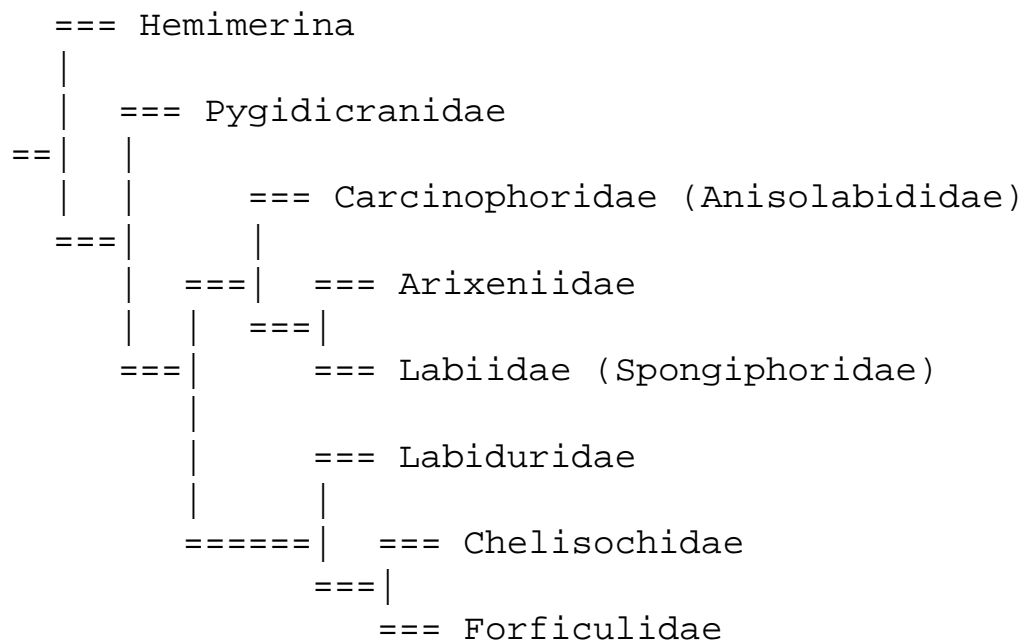 Hemimerina
Pygidicranidae
Carcinophoridae (Anisolabididae)
Arixeniidae
Labiidae (Spongiphoridae)
Labiduridae
Chelisochidae
Forficulidae